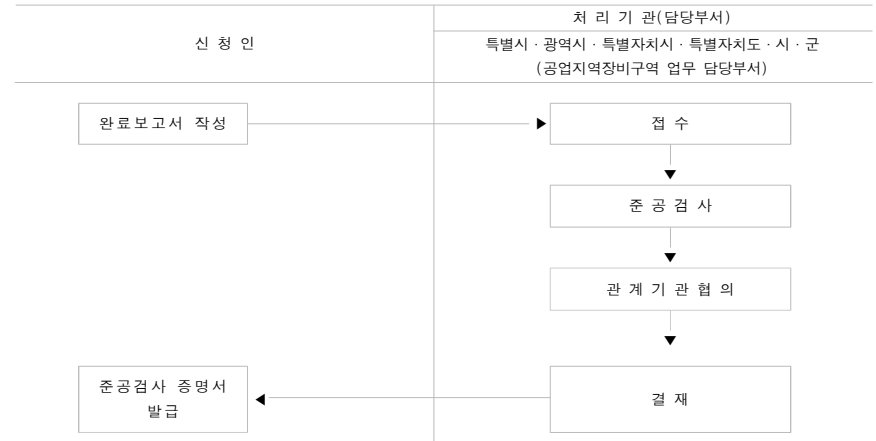 신 청 인
처 리 기 관(담당부서)
특별시 · 광역시 · 특별자치시 · 특별자치도 · 시 · 군
(공업지역장비구역 업무 담당부서)
완료보고서 작성
접 수
준 공 검 사
관 계 기 관 협 의
준공검사 증명서
발급
결 재